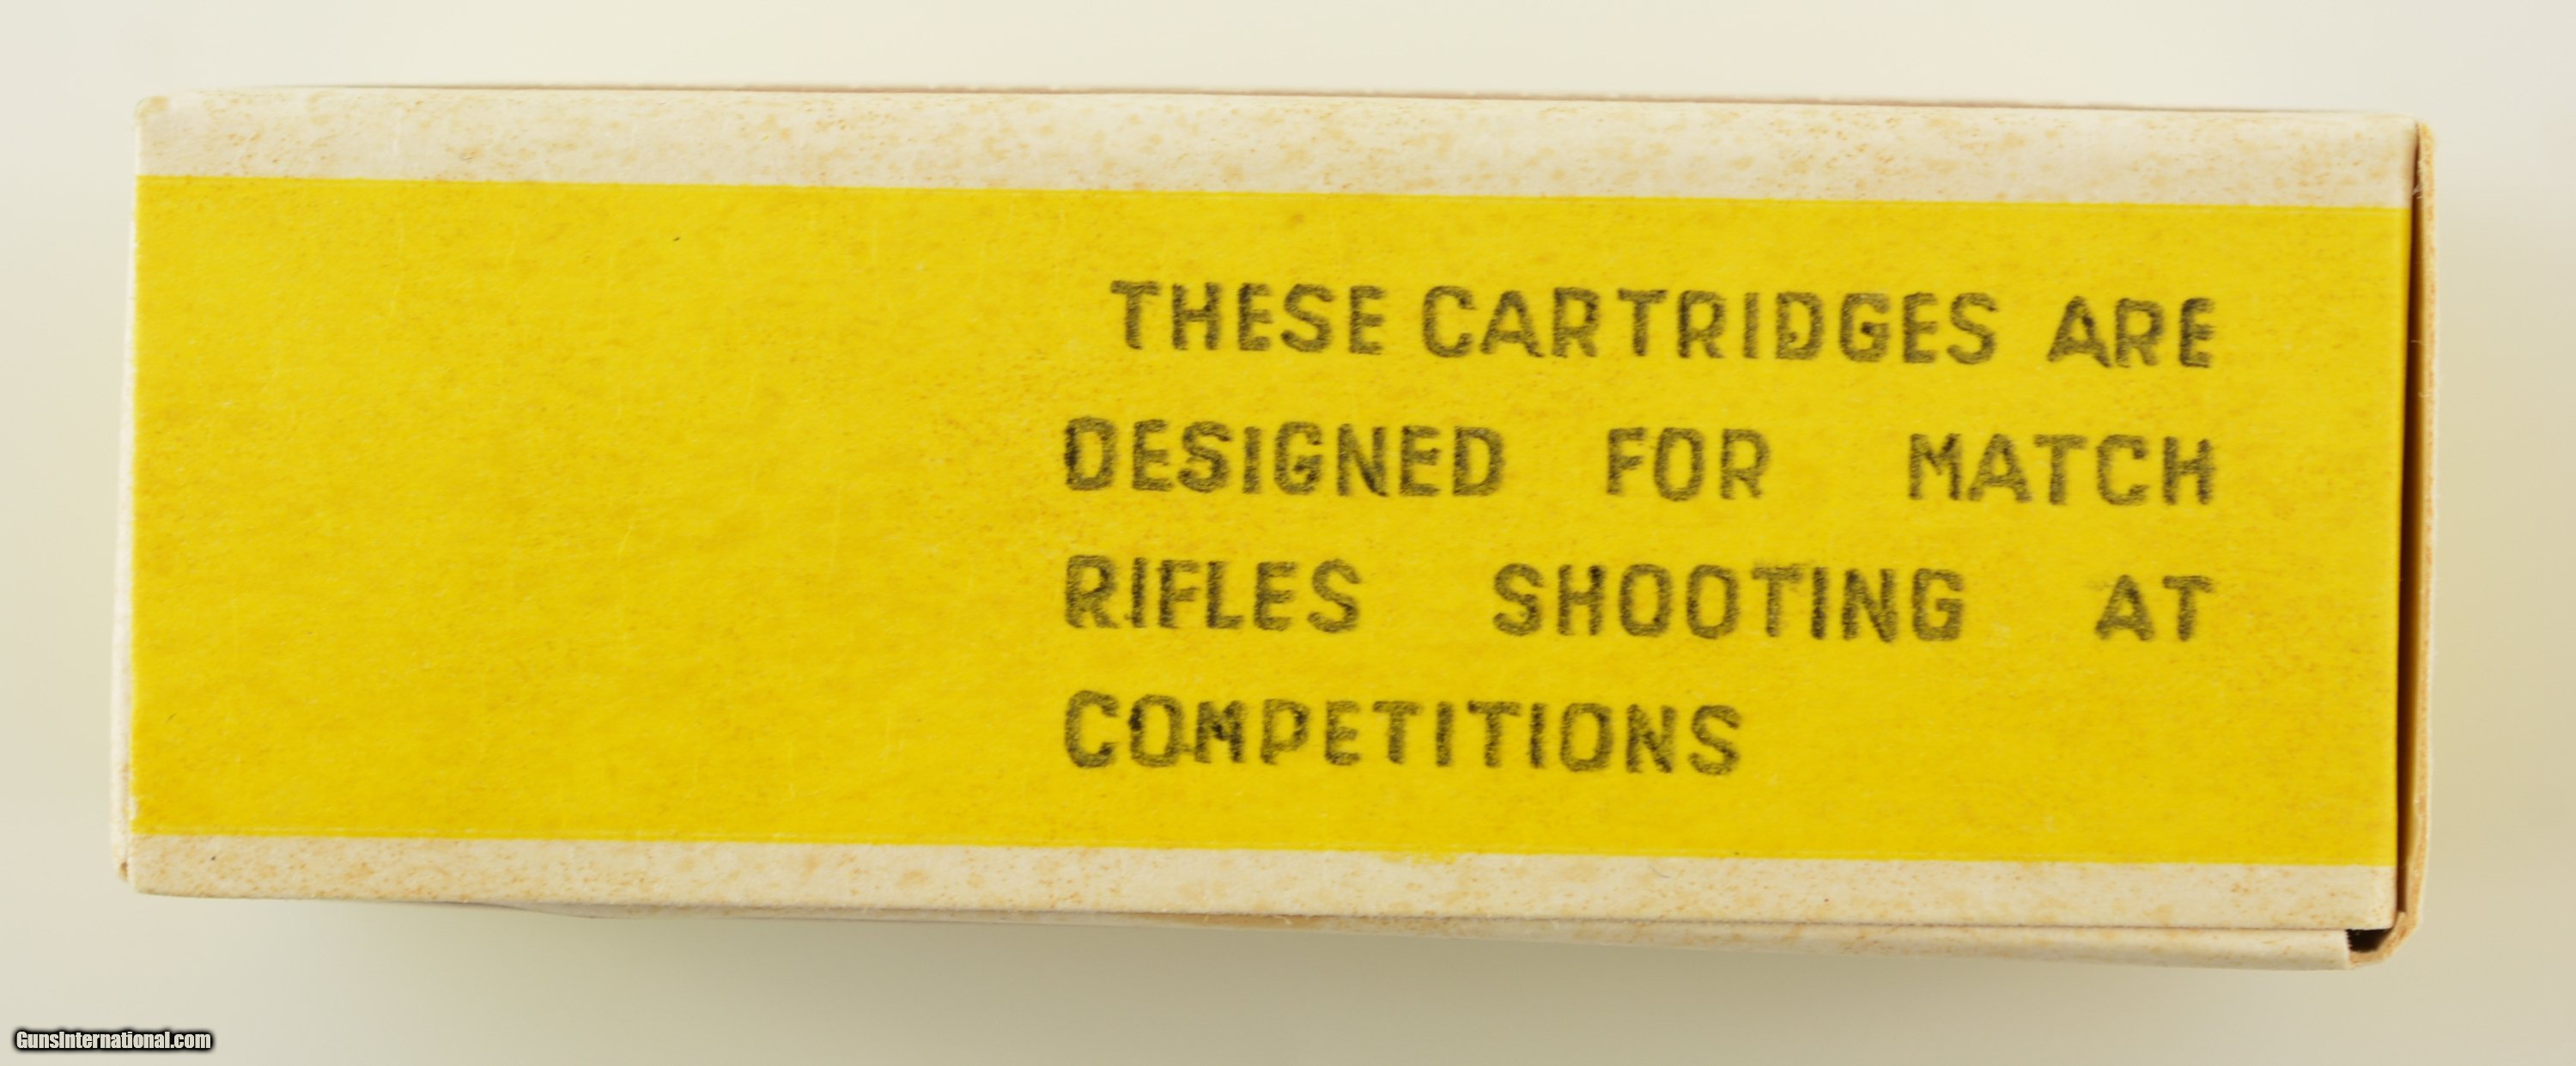 THESE CARTRIDGES ARE
DESIGNED FOR MATCH
RIFLES SHOOTING AT
COMPETITIONS
GunsInternational.com